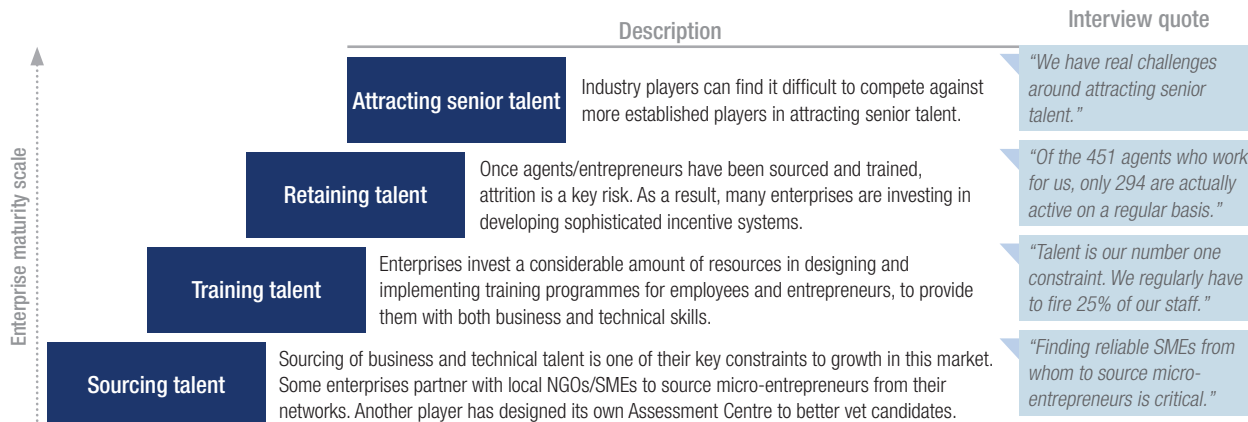 Description
Interview quote
Enterprise maturity scale
Attracting senior talent
Industry players can find it difficult to compete against
more established players in attracting senior talent.
“We have real challenges
around attracting senior
talent.”
Retaining talent
Once agents/entrepreneurs have been sourced and trained,
attrition is a key risk. As a result, many enterprises are investing in
developing sophisticated incentive systems.
“Of the 451 agents who work
for us, only 294 are actually
active on a regular basis.”
Training talent
Enterprises invest a considerable amount of resources in designing and
implementing training programmes for employees and entrepreneurs, to provide
them with both business and technical skills.
“Talent is our number one
constraint. We regularly have
to fire 25% of our staff.”
Sourcing talent
Sourcing of business and technical talent is one of their key constraints to growth in this market.
Some enterprises partner with local NGOs/SMEs to source micro-entrepreneurs from their
networks. Another player has designed its own Assessment Centre to better vet candidates.
“Finding reliable SMEs from
whom to source micro-
entrepreneurs is critical.”